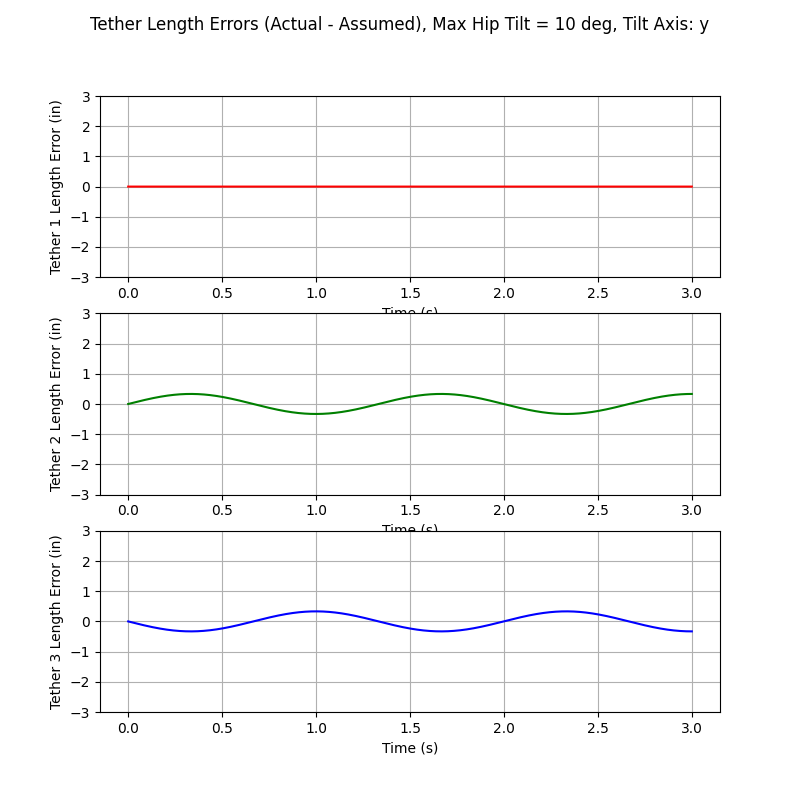 Tether Length Errors (Actual - Assumed), Max Hip Tilt = 10 deg, Tilt Axis: y
Tether 1 Length Error (in)
3
2
1
0
−1
−2
−3
0.0 0.5 1.0 1.5 2.0 2.5 3.0
Time (s)
Tether 2 Length Error (in)
3
2
1
0
−1
−2
−3
0.0 0.5 1.0 1.5 2.0 2.5 3.0
Time (s)
Tether 3 Length Error (in)
3
2
1
0
−1
−2
−3
0.0 0.5 1.0 1.5 2.0 2.5 3.0
Time (s)